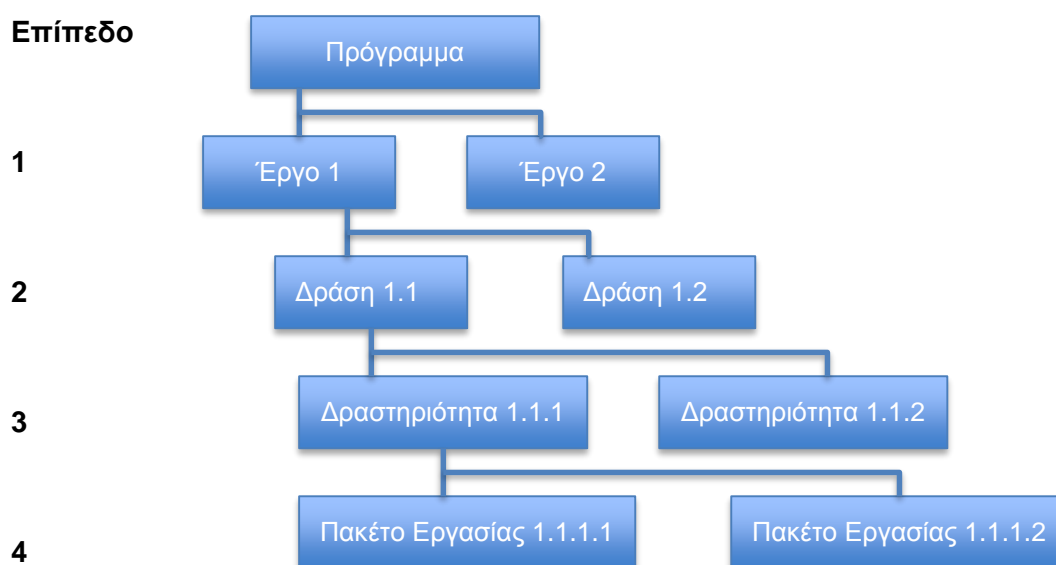 Επίπεδο
Πρόγραμμα
1
Έργο 1
Έργο 2
2
Δράση 1.1
Δράση 1.2
3
Δραστηριότητα 1.1.1
Δραστηριότητα 1.1.2
4
Πακέτο Εργασίας 1.1.1.1
Πακέτο Εργασίας 1.1.1.2